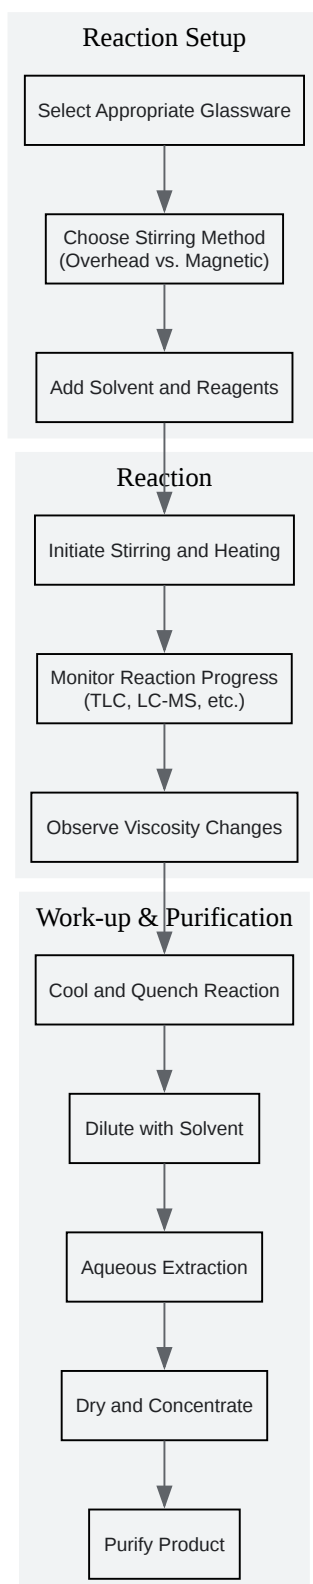 Reaction Setup
Select Appropriate Glassware
Choose Stirring Method
(Overhead vs. Magnetic)
Add Solvent and Reagents
Reaction
Initiate Stirring and Heating
Monitor Reaction Progress
(TLC, LC-MS, etc.)
Observe Viscosity Changes
Work-up & Purification
Cool and Quench Reaction
Dilute with Solvent
Aqueous Extraction
Dry and Concentrate
Purify Product